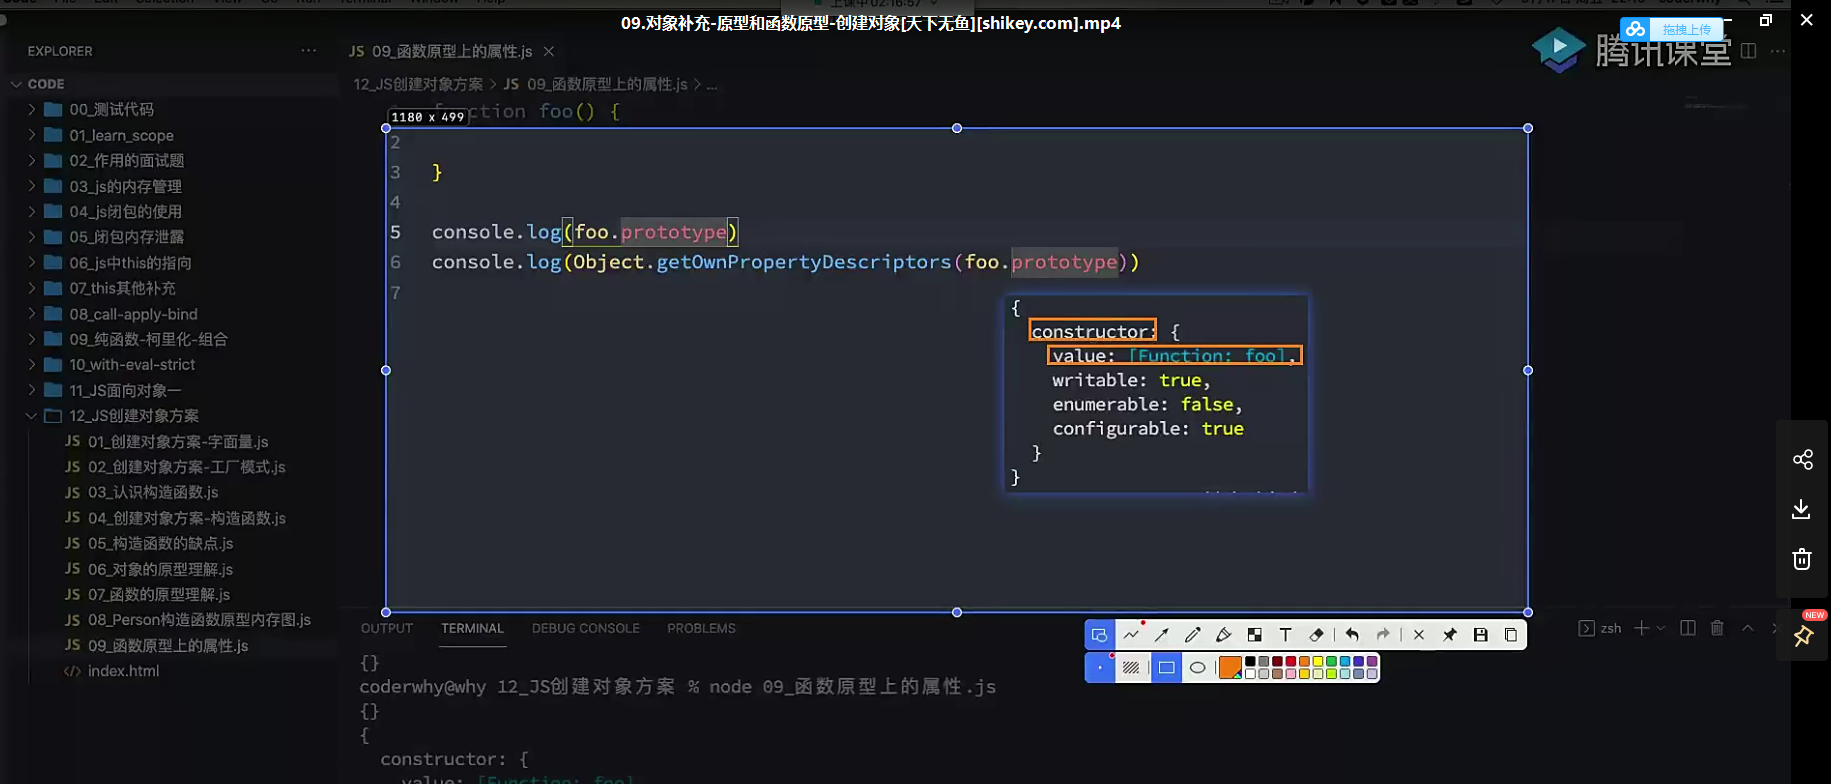 上课中 02:16:57
09.对象补充-原型和函数原型-创建对象[天下无鱼][shikey.com].mp4
拖拽上传
腾讯课堂
EXPLORER
JS 09_函数原型上的属性.js
CODE
12_JS创建对象方案 > JS 09_函数原型上的属性.js > ...
00_测试代码
01_learn_scope
02_作用的面试题
03_js的内存管理
04_js闭包的使用
05_闭包内存泄露
06_js中this的指向
07_this其他补充
08_call-apply-bind
09_纯函数-柯里化-组合
10_with-eval-strict
11_JS面向对象一
12_JS创建对象方案
JS 01_创建对象方案-字面量.js
JS 02_创建对象方案-工厂模式.js
JS 03_认识构造函数.js
JS 04_创建对象方案-构造函数.js
JS 05_构造函数的缺点.js
JS 06_对象的原型理解.js
JS 07_函数的原型理解.js
JS 08_Person构造函数原型内存图.js
JS 09_函数原型上的属性.js
index.html
ction foo() {
1180 x 499
2
3 }
4
5 console.log(foo.prototype)
6 console.log(Object.getOwnPropertyDescriptors(foo.prototype))
7
{
constructor: {
value: [Function: foo],
writable: true,
enumerable: false,
configurable: true
}
}
OUTPUT TERMINAL DEBUG CONSOLE PROBLEMS
zsh
NEW
{}
coderwhy@why 12_JS创建对象方案 % node 09_函数原型上的属性.js
{}
{
constructor: {
value: [Function: foo]